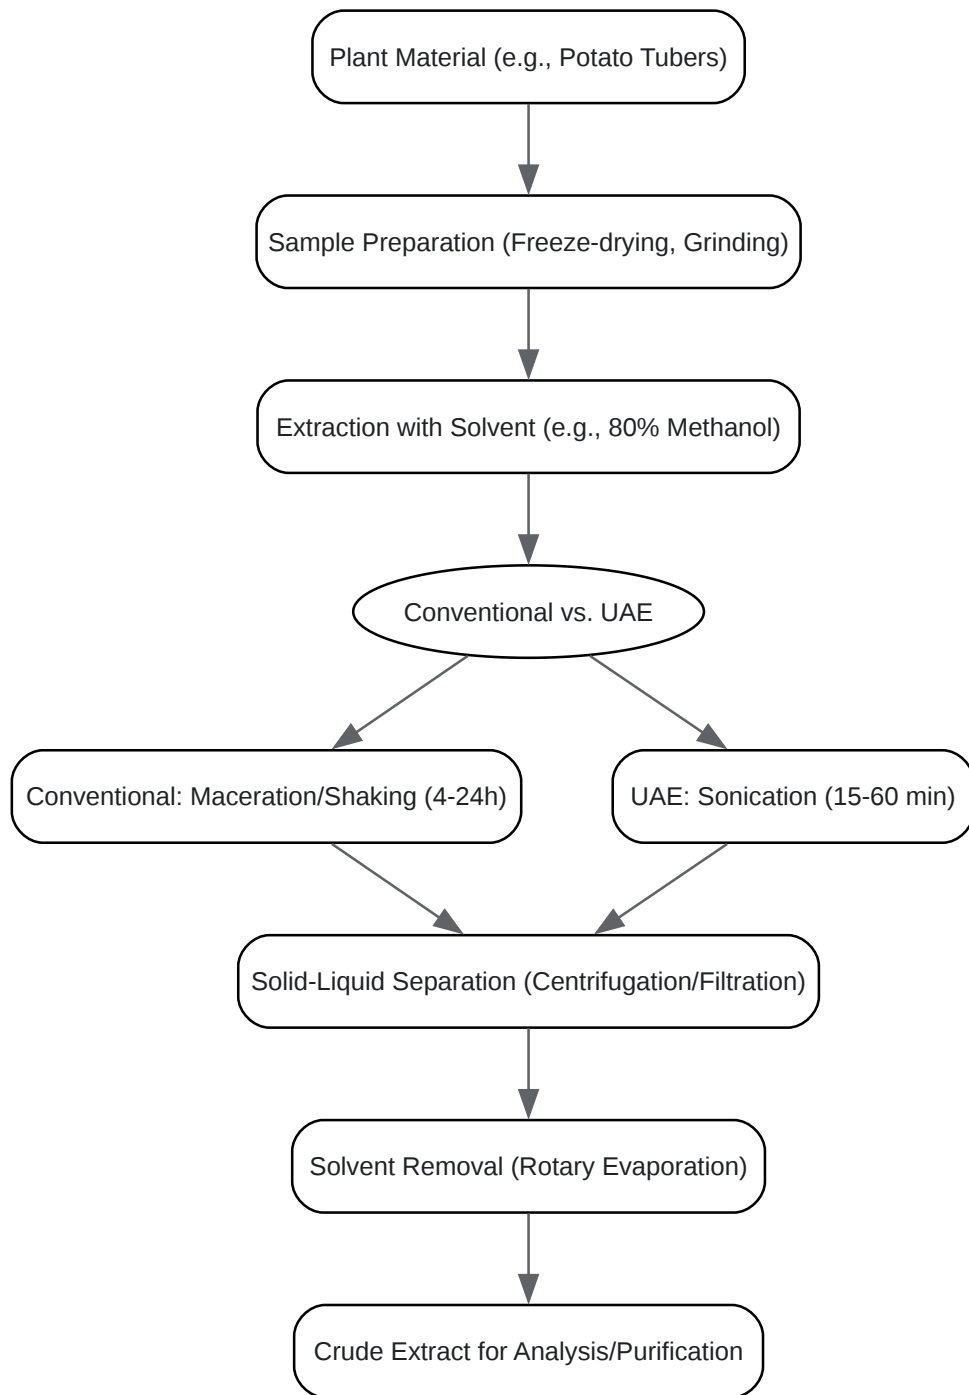 Plant Material (e.g., Potato Tubers)
Sample Preparation (Freeze-drying, Grinding)
Extraction with Solvent (e.g., 80% Methanol)
Conventional vs. UAE
Conventional: Maceration/Shaking (4-24h)
UAE: Sonication (15-60 min)
Solid-Liquid Separation (Centrifugation/Filtration)
Solvent Removal (Rotary Evaporation)
Crude Extract for Analysis/Purification